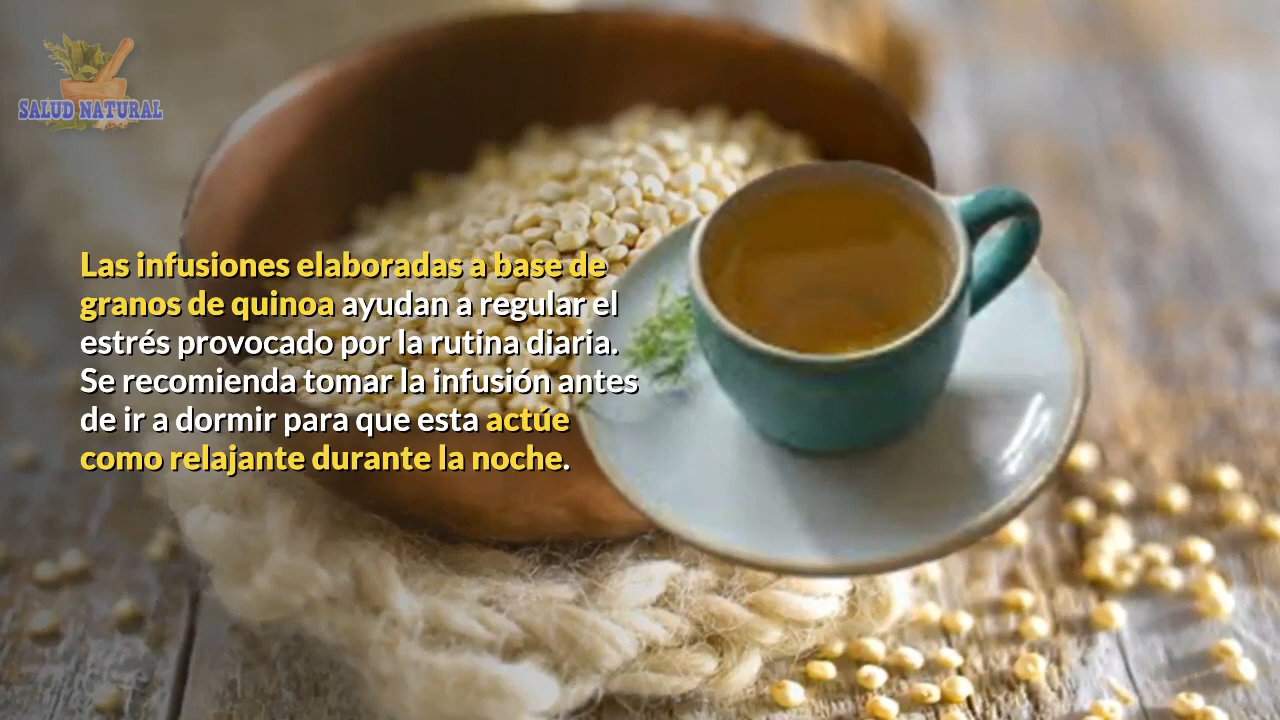 SALUD NATURAL
Las infusiones elaboradas a base de
granos de quinoa ayudan a regular el
estrés provocado por la rutina diaria.
Se recomienda tomar la infusión antes
de ir a dormir para que esta actúe
como relajante durante la noche.